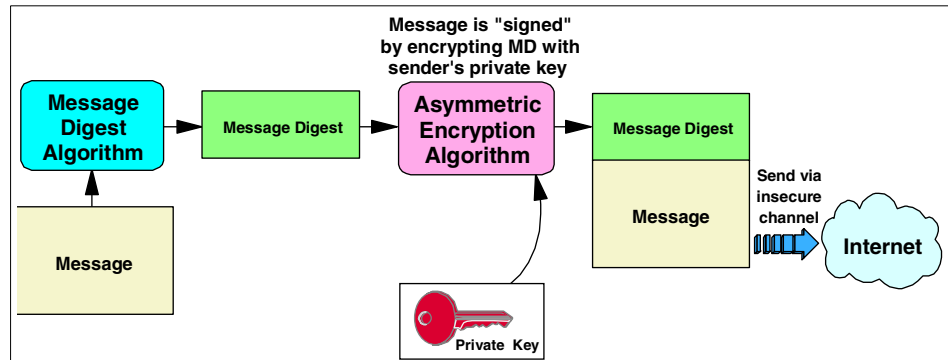 Message is "signed"
by encrypting MD with
sender's private key
Message
Digest
Algorithm
Message Digest
Asymmetric
Encryption
Algorithm
Message Digest
Message
Send via
insecure
channel
Internet
Message
Private Key